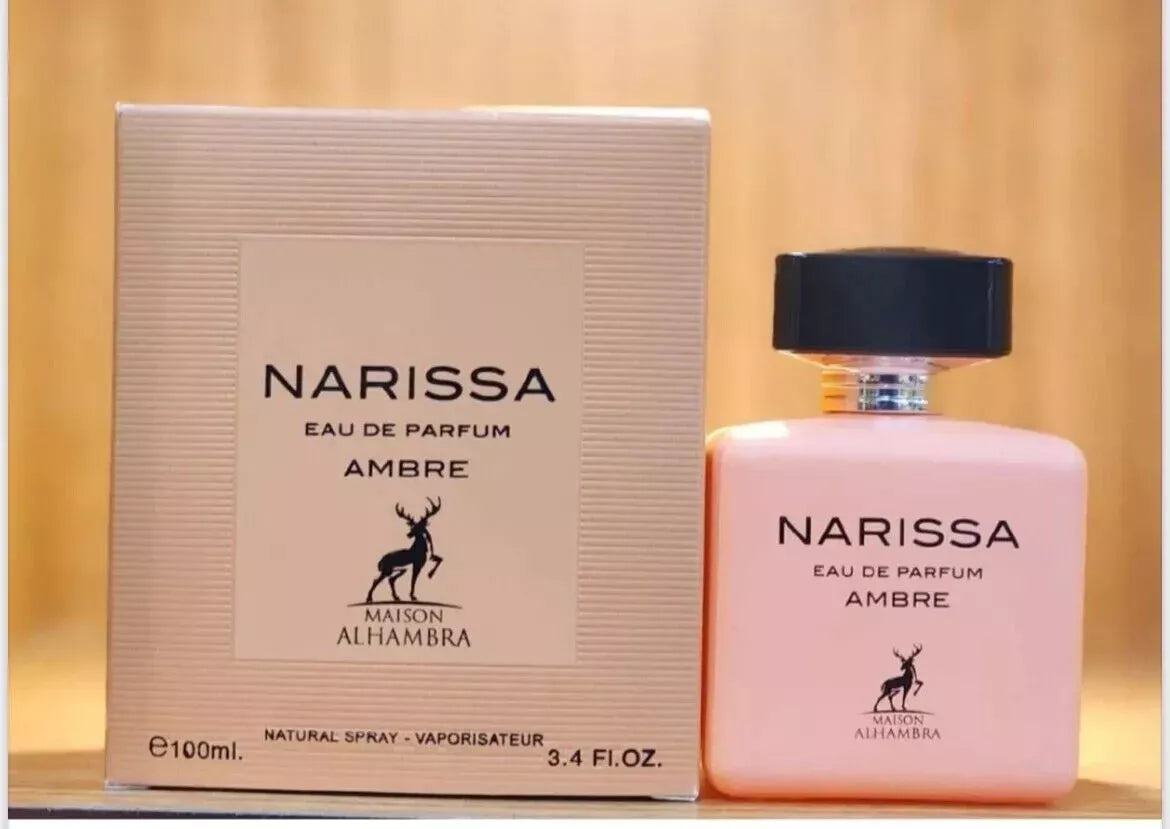 NARISSA
EAU DE PARFUM
AMBRE
MAISON
ALHAMBRA
NATURAL SPRAY - VAPORISATEUR
℮100ml.
3.4 Fl.OZ.
NARISSA
EAU DE PARFUM
AMBRE
MAISON
ALHAMBRA